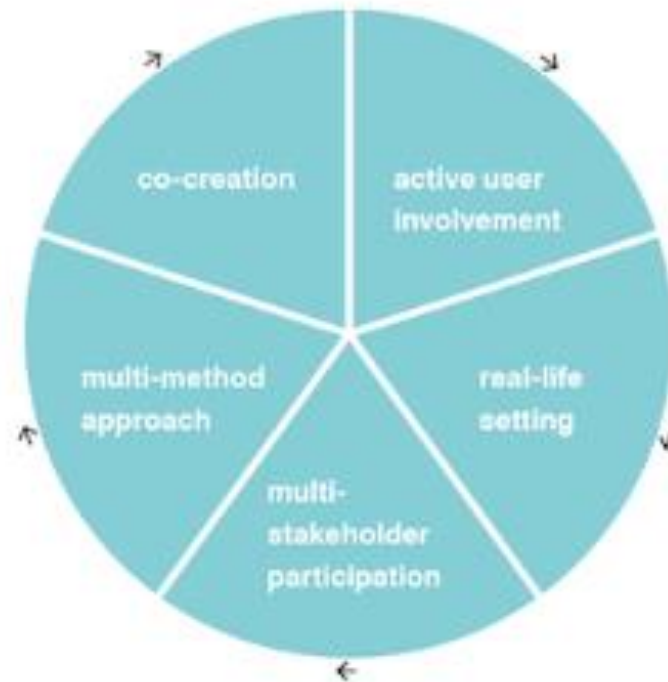 co-creation
active user
involvement
real-life
setting
multi-
stakeholder
participation
multi-method
approach